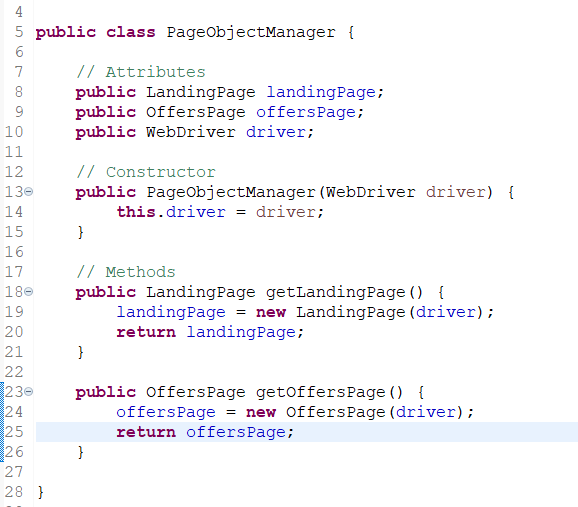 4
5 public class PageObjectManager {
6
7     // Attributes
8     public LandingPage landingPage;
9     public OffersPage offersPage;
10     public WebDriver driver;
11
12     // Constructor
13     public PageObjectManager(WebDriver driver) {
14         this.driver = driver;
15     }
16
17     // Methods
18     public LandingPage getLandingPage() {
19         landingPage = new LandingPage(driver);
20         return landingPage;
21     }
22
23     public OffersPage getOffersPage() {
24         offersPage = new OffersPage(driver);
25         return offersPage;
26     }
27
28 }